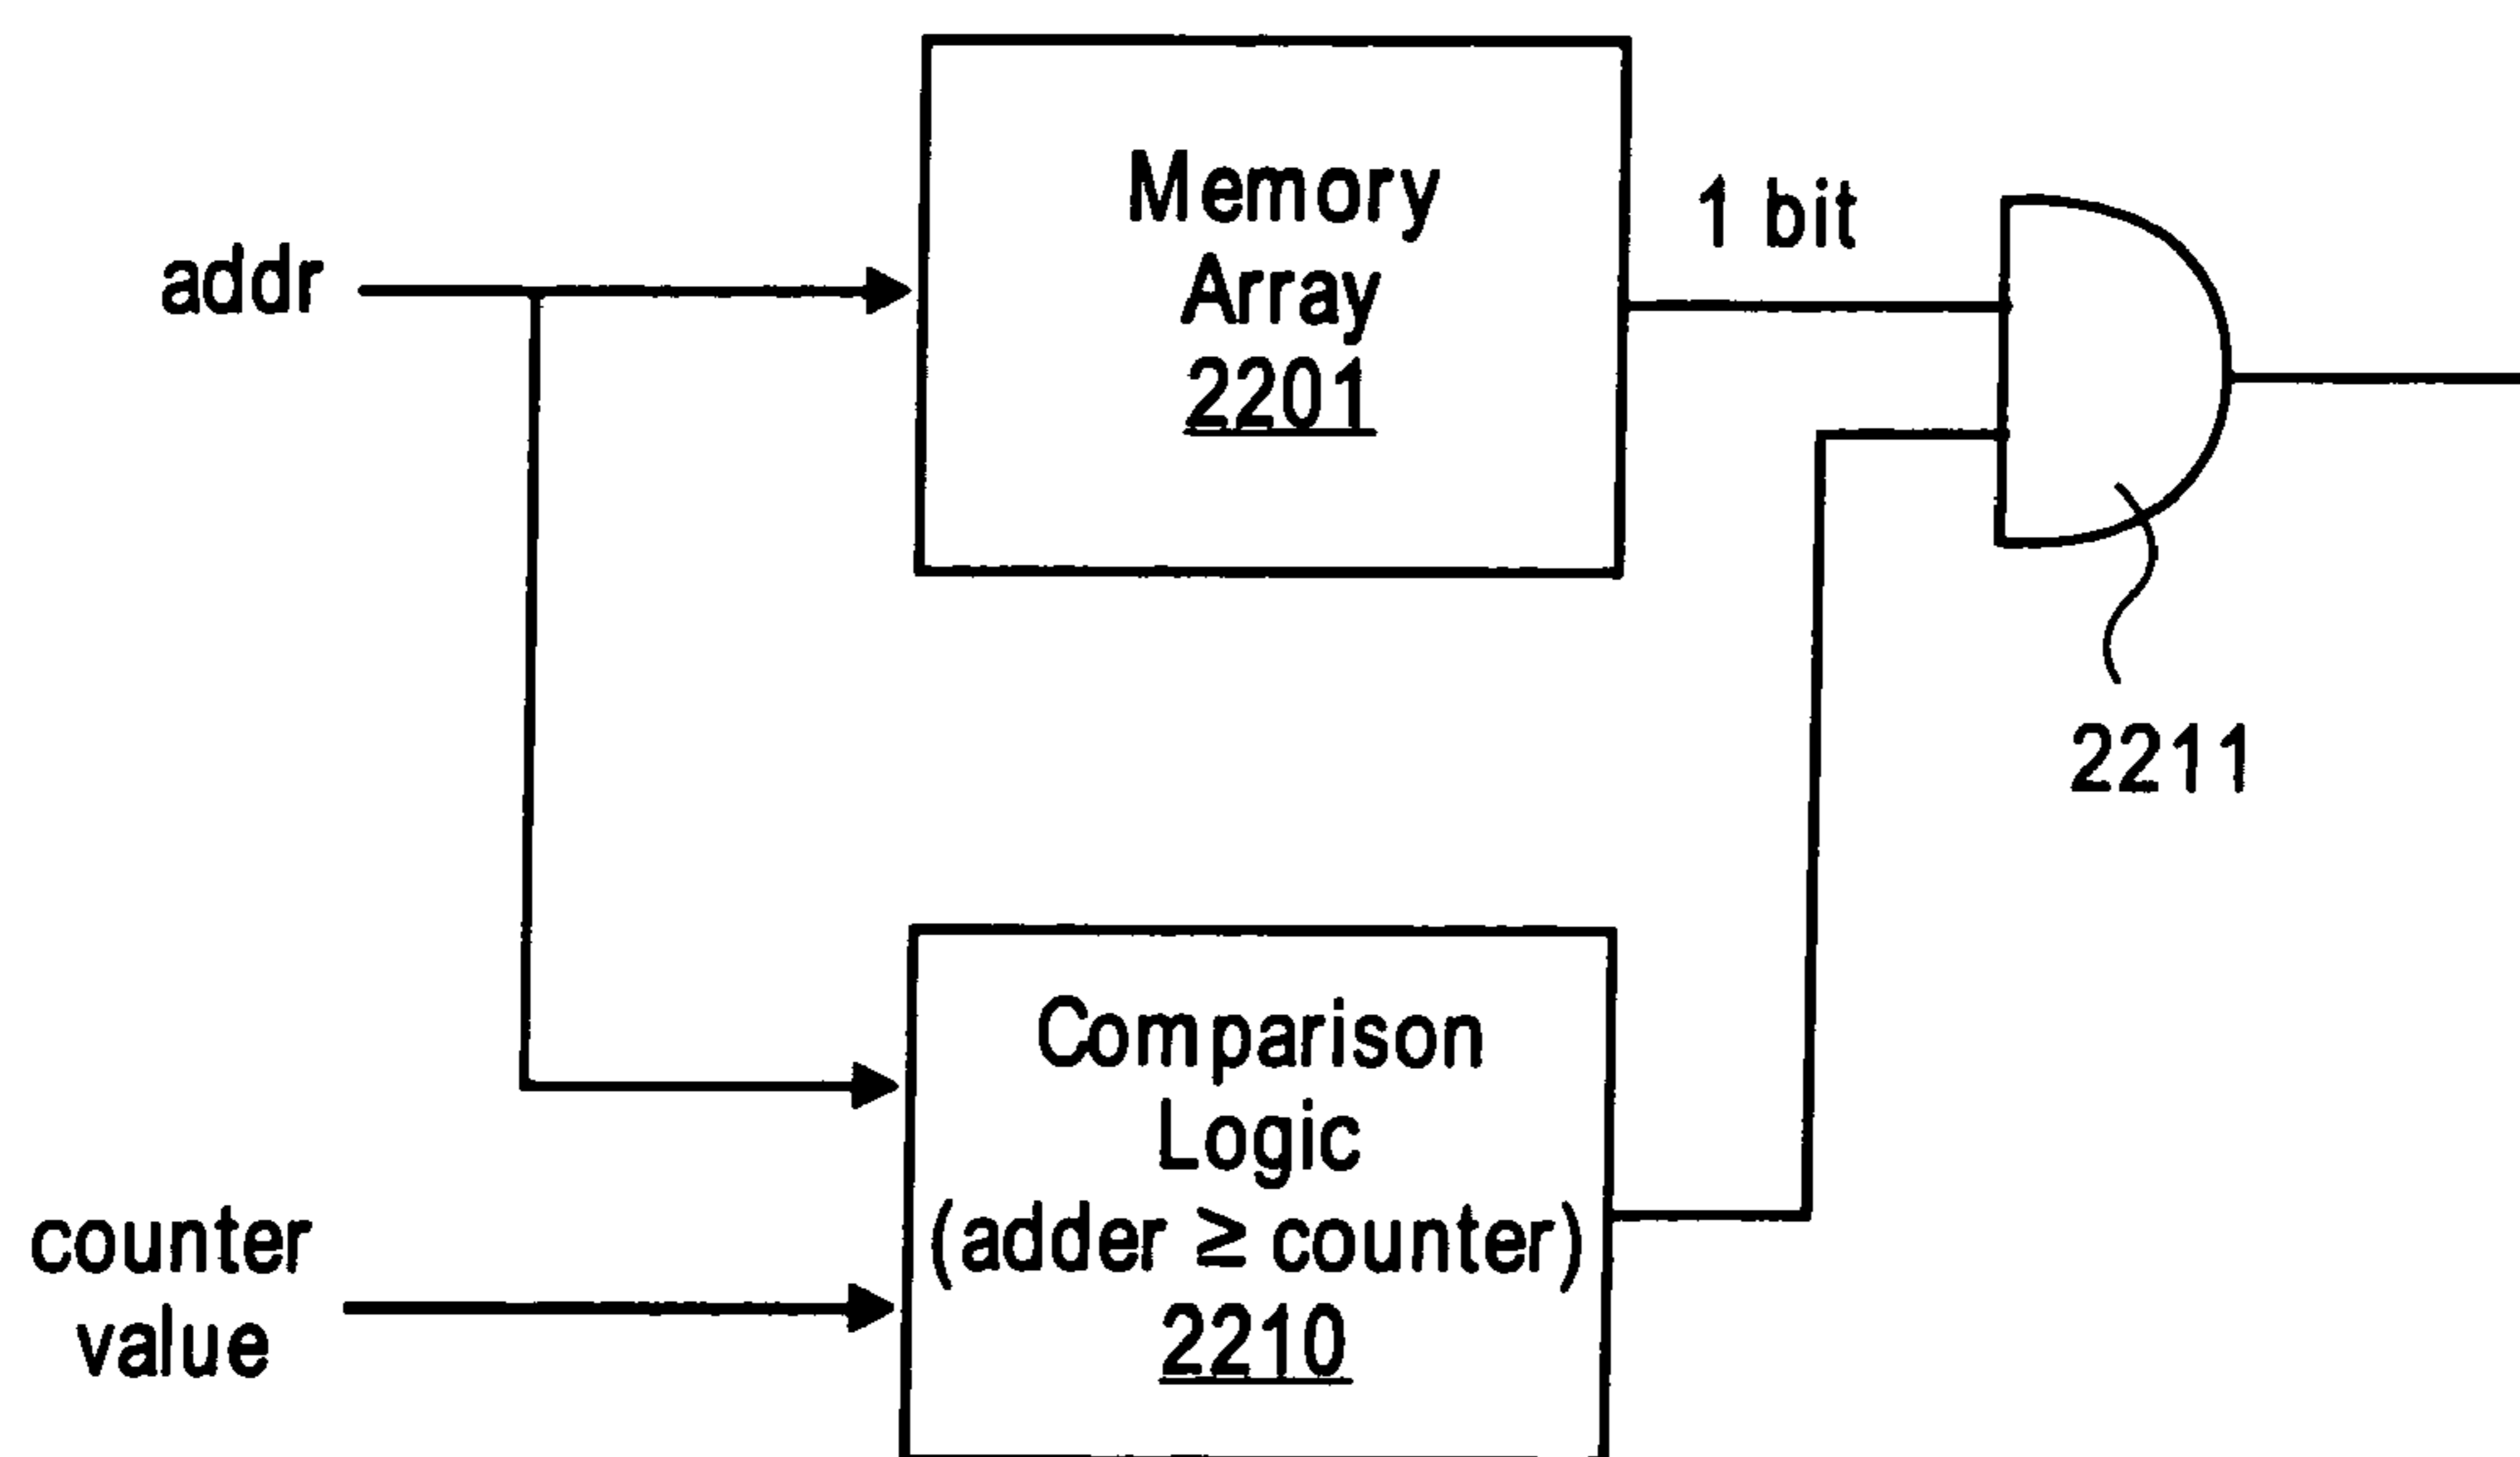 addr
Memory
Array
2201
1 bit
2211
Comparison
Logic
(adder ≥ counter)
2210
counter
value